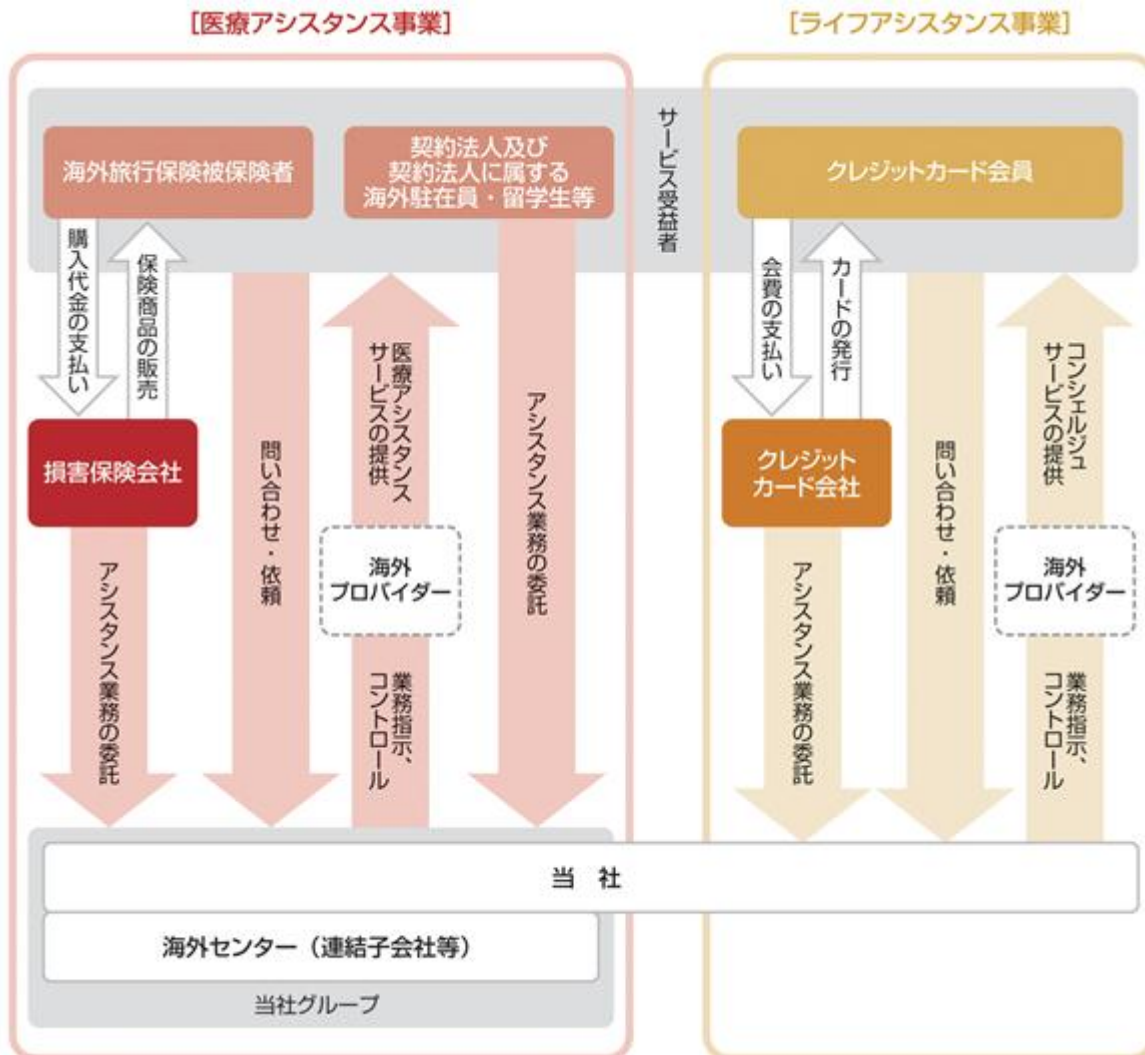 [医療アシスタンス事業]
[ライフアシスタンス事業]
サービス受益者
海外旅行保険被保険者
契約法人及び
契約法人に属する
海外駐在員・留学生等
クレジットカード会員
購入代金の支払い
保険商品の販売
損害保険会社
アシスタンス業務の委託
問い合わせ・依頼
医療アシスタンス
サービスの提供
海外
プロバイダー
業務指示、
コントロール
アシスタンス業務の委託
会費の支払い
カードの発行
クレジット
カード会社
アシスタンス業務の委託
問い合わせ・依頼
コンシェルジュ
サービスの提供
海外
プロバイダー
業務指示、
コントロール
当 社
海外センター（連結子会社等）
当社グループ